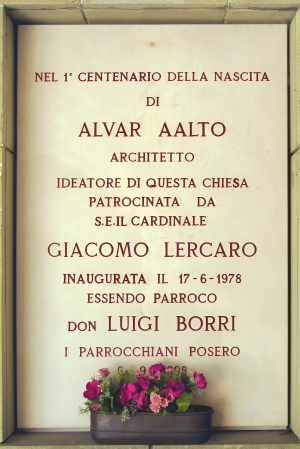 NEL 1° CENTENARIO DELLA NASCITA
DI
ALVAR AALTO
ARCHITETTO
IDEATORE DI QUESTA CHIESA
PATROCINATA DA
S.E. IL CARDINALE
GIACOMO LERCARO
INAUGURATA IL 17-6-1978
ESSENDO PARROCO
DON LUIGI BORRI
I PARROCCHIANI POSERO